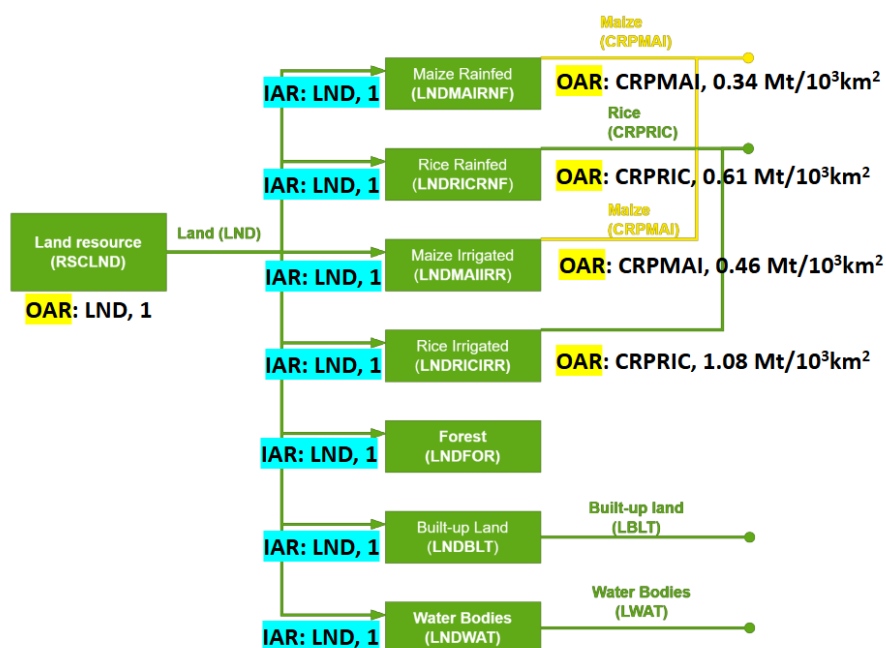 Maize
(CRPMAI)
Maize Rainfed
(LNDMAIRNF)
IAR: LND, 1
OAR: CRPMAI, 0.34 Mt/10³km²
Rice
(CRPRIC)
Rice Rainfed
(LNDRICRNF)
IAR: LND, 1
OAR: CRPRIC, 0.61 Mt/10³km²
Maize
(CRPMAI)
Land resource
(RSCLND)
Land (LND)
OAR: LND, 1
Maize Irrigated
(LNDMAIIRR)
IAR: LND, 1
OAR: CRPMAI, 0.46 Mt/10³km²
Rice Irrigated
(LNDRICIRR)
IAR: LND, 1
OAR: CRPRIC, 1.08 Mt/10³km²
Forest
(LNDFOR)
IAR: LND, 1
Built-up land
(LBLT)
Built-up Land
(LNDBLT)
IAR: LND, 1
Water Bodies
(LWAT)
Water Bodies
(LNDWAT)
IAR: LND, 1